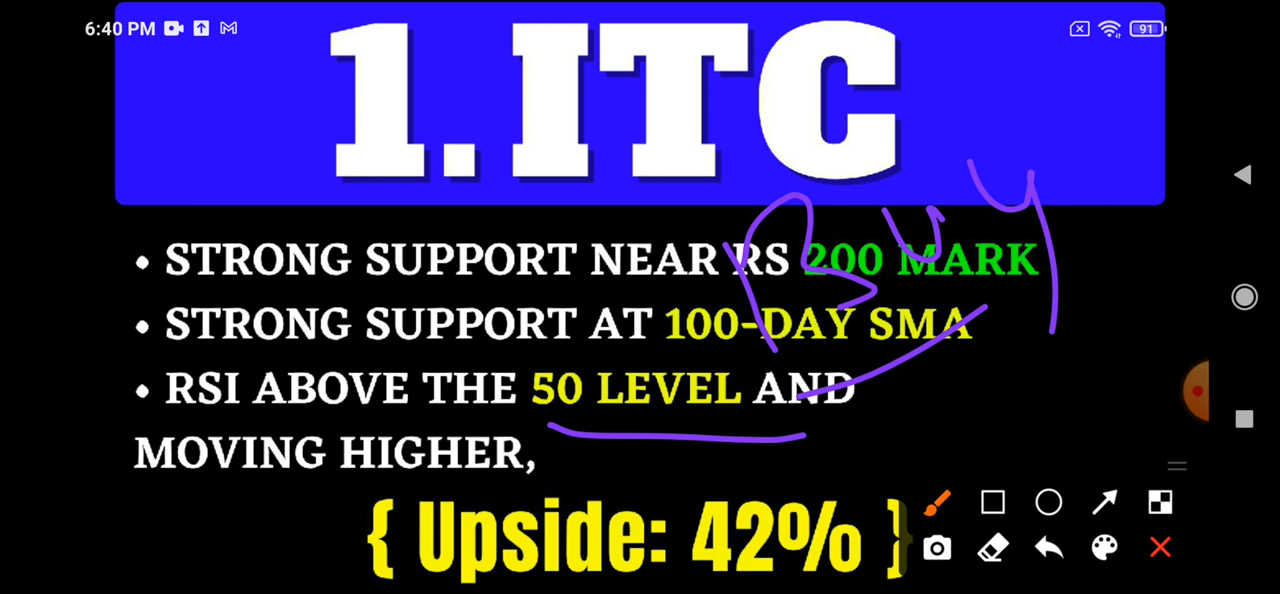 6:40 PM
91
1. ITC
Buy
• STRONG SUPPORT NEAR RS 200 MARK
• STRONG SUPPORT AT 100-DAY SMA
• RSI ABOVE THE 50 LEVEL AND
MOVING HIGHER,
{ Upside: 42% }